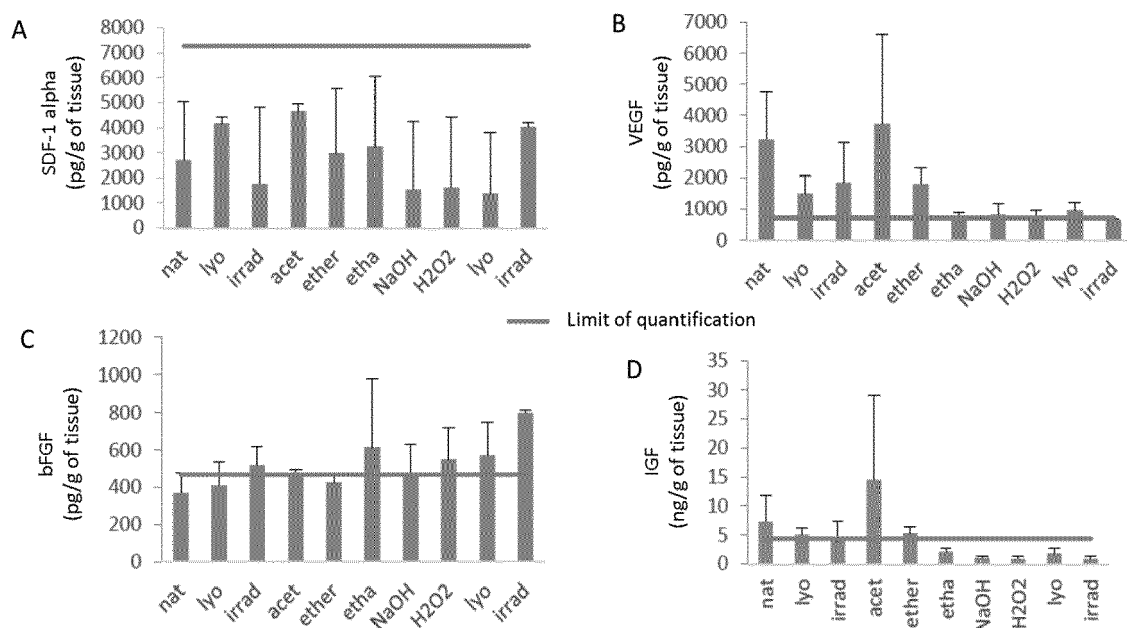 A
SDF-1 alpha
(pg/g of tissue)
8000
7000
6000
5000
4000
3000
2000
1000
0
nat
lyo
irrad
acet
ether
etha
NaOH
H2O2
lyo
irrad
B
VEGF
(pg/g of tissue)
7000
6000
5000
4000
3000
2000
1000
0
nat
lyo
irrad
acet
ether
etha
NaOH
H2O2
lyo
irrad
Limit of quantification
C
bFGF
(pg/g of tissue)
1200
1000
800
600
400
200
0
nat
lyo
irrad
acet
ether
etha
NaOH
H2O2
lyo
irrad
D
IGF
(ng/g of tissue)
35
30
25
20
15
10
5
0
nat
lyo
irrad
acet
ether
etha
NaOH
H2O2
lyo
irrad